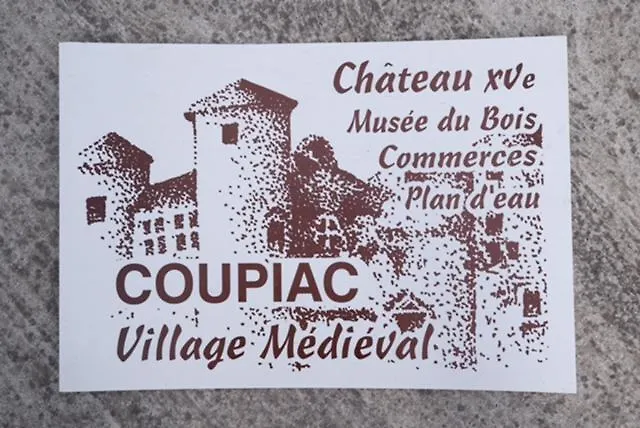 Château XVe
Musée du Bois
Commerces
Plan d'eau
COUPIAC
Village Médiéval